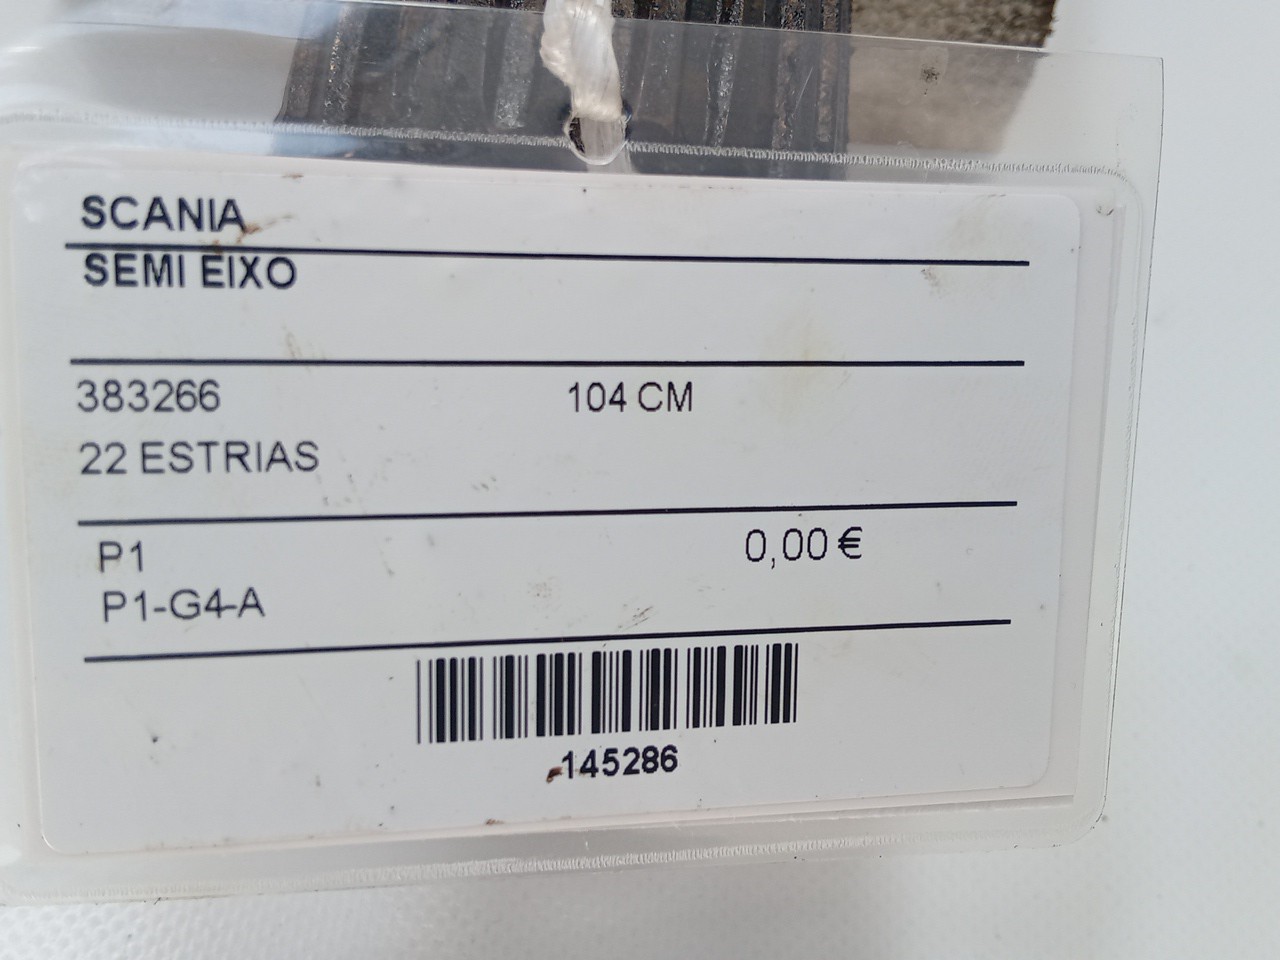 SCANIA
SEMI EIXO
383266 104 CM
22 ESTRIAS
P1 0,00 €
P1-G4-A
145286